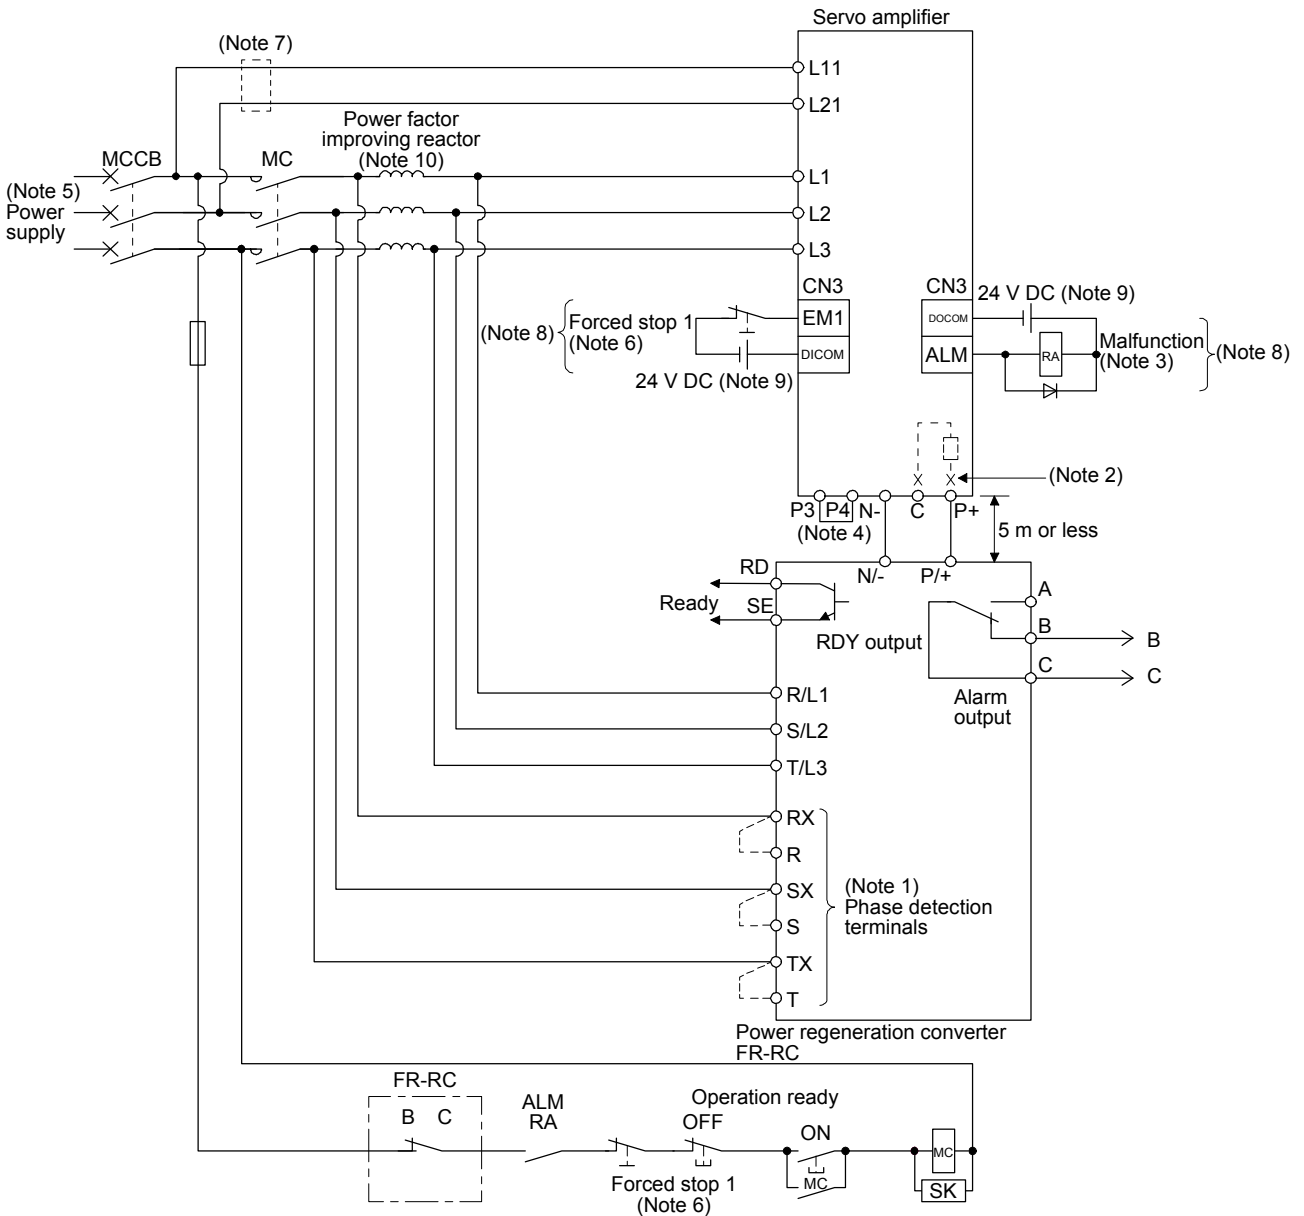 Servo amplifier
(Note 7)
L11
L21
Power factor
improving reactor
(Note 10)
MCCB
MC
(Note 5)
Power
supply
L1
L2
L3
CN3
CN3
24 V DC (Note 9)
(Note 8)
Forced stop 1
(Note 6)
EM1
DICOM
24 V DC (Note 9)
DOCOM
ALM
RA
Malfunction
(Note 3)
(Note 8)
(Note 2)
P3
P4
N-
C
P+
(Note 4)
5 m or less
N/-
P/+
RD
Ready
SE
RDY output
A
B
B
C
C
Alarm
output
R/L1
S/L2
T/L3
RX
R
SX
S
TX
T
(Note 1)
Phase detection
terminals
Power regeneration converter
FR-RC
FR-RC
B C
ALM
RA
Forced stop 1
(Note 6)
Operation ready
OFF
ON
MC
MC
SK